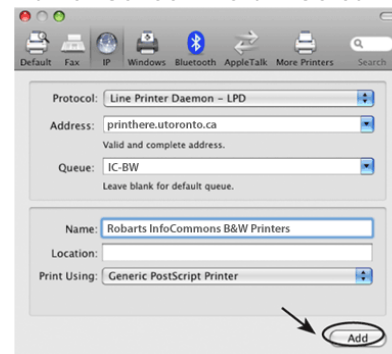 Default Fax IP Windows Bluetooth AppleTalk More Printers Search
Protocol: Line Printer Daemon - LPD
Address: printhere.utoronto.ca
Valid and complete address.
Queue: IC-BW
Leave blank for default queue.
Name: Robarts InfoCommons B&W Printers
Location:
Print Using: Generic PostScript Printer
Add